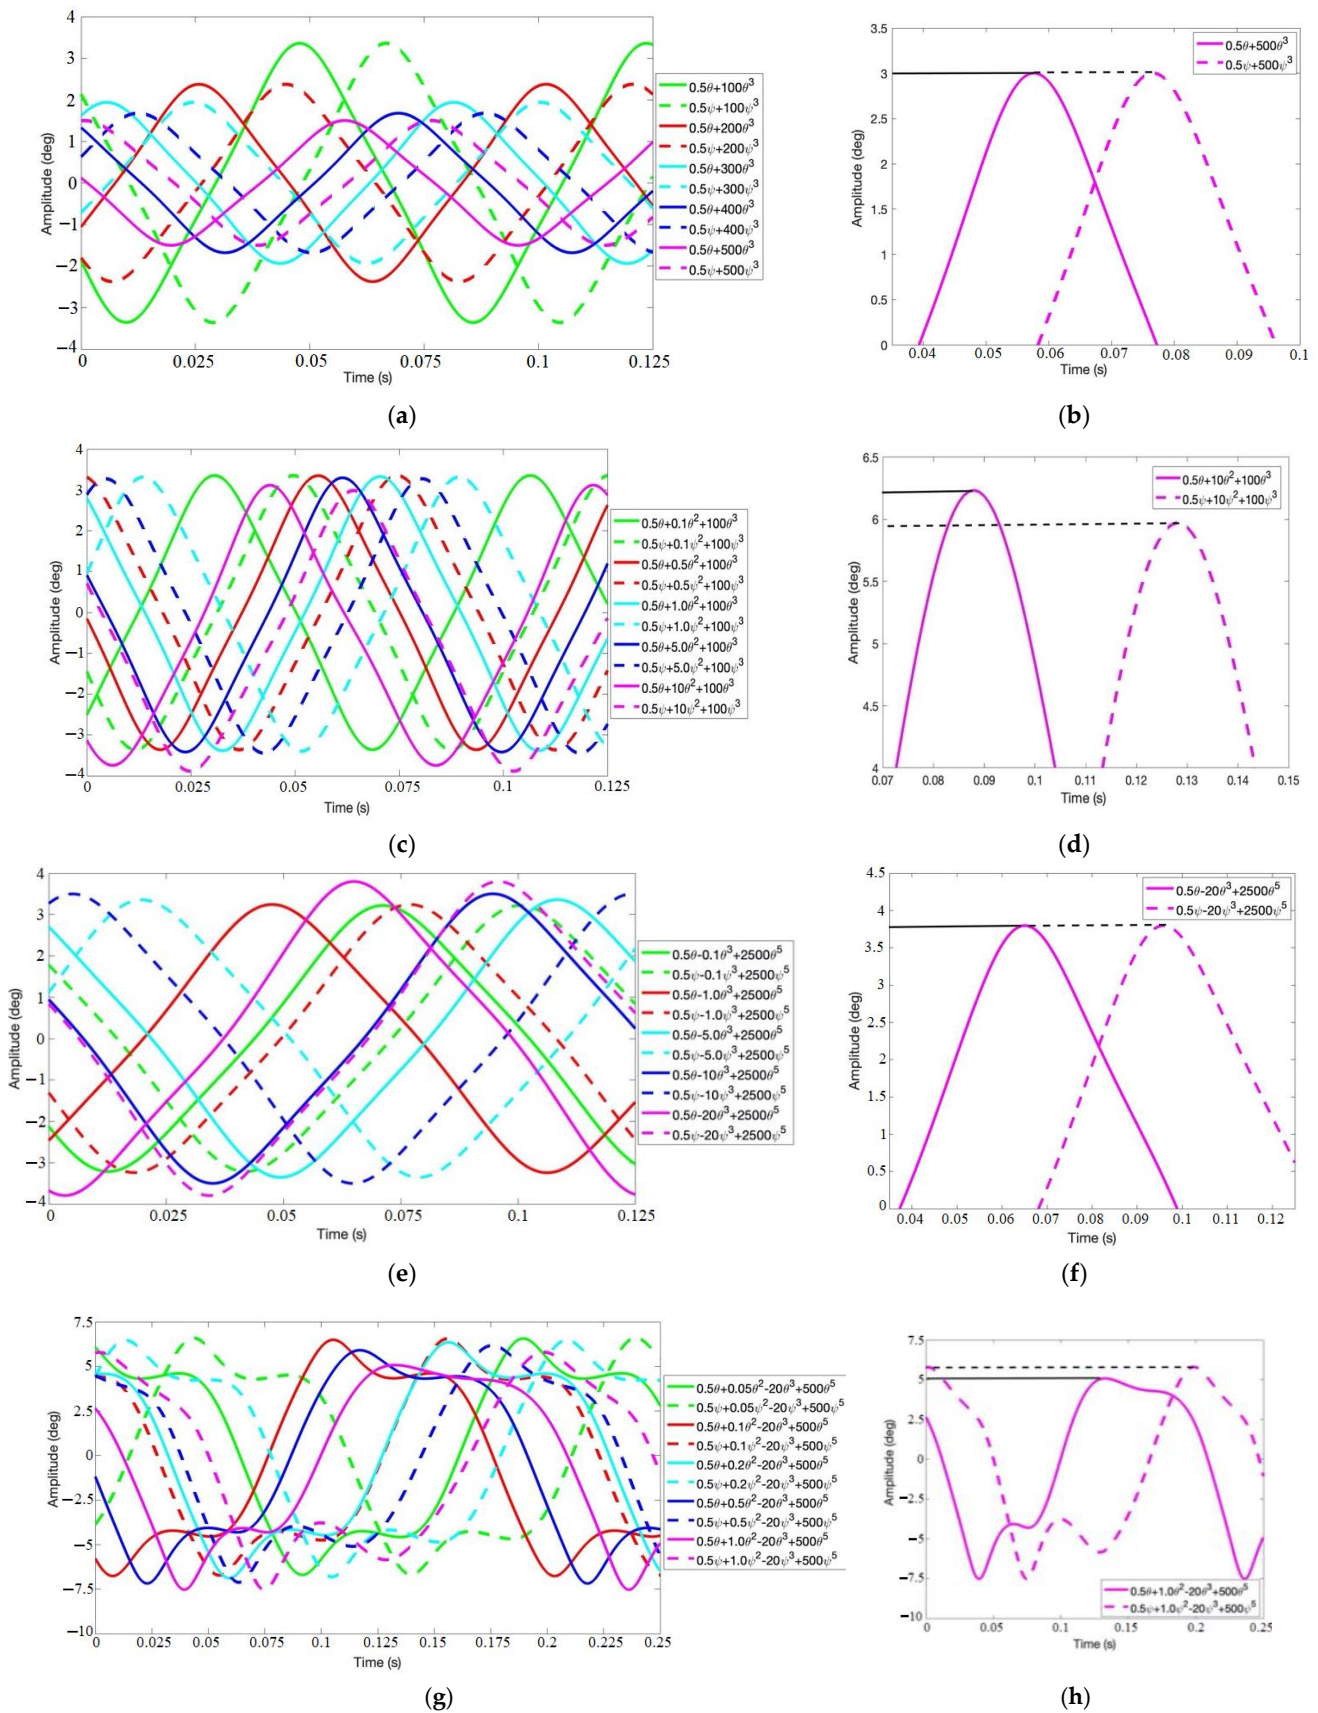 4
3
2
1
0
−1
−2
−3
−4
Amplitude (deg)
0 0.025 0.05 0.075 0.1 0.125
Time (s)
0.5θ+100θ³
0.5ψ+100ψ³
0.5θ+200θ³
0.5ψ+200ψ³
0.5θ+300θ³
0.5ψ+300ψ³
0.5θ+400θ³
0.5ψ+400ψ³
0.5θ+500θ³
0.5ψ+500ψ³
(a)
3.5
3
2.5
2
1.5
1
0.5
0
Amplitude (deg)
0.04 0.05 0.06 0.07 0.08 0.09 0.1
Time (s)
0.5θ+500θ³
0.5ψ+500ψ³
(b)
4
3
2
1
0
−1
−2
−3
−4
Amplitude (deg)
0 0.025 0.05 0.075 0.1 0.125
Time (s)
0.5θ+0.1θ²+100θ³
0.5ψ+0.1ψ²+100ψ³
0.5θ+0.5θ²+100θ³
0.5ψ+0.5ψ²+100ψ³
0.5θ+1.0θ²+100θ³
0.5ψ+1.0ψ²+100ψ³
0.5θ+5.0θ²+100θ³
0.5ψ+5.0ψ²+100ψ³
0.5θ+10θ²+100θ³
0.5ψ+10ψ²+100ψ³
(c)
6.5
6
5.5
5
4.5
4
Amplitude (deg)
0.07 0.08 0.09 0.1 0.11 0.12 0.13 0.14 0.15
Time (s)
0.5θ+10θ²+100θ³
0.5ψ+10ψ²+100ψ³
(d)
4
3
2
1
0
−1
−2
−3
−4
Amplitude (deg)
0 0.025 0.05 0.075 0.1 0.125
Time (s)
0.5θ-0.1θ³+2500θ⁵
0.5ψ-0.1ψ³+2500ψ⁵
0.5θ-1.0θ³+2500θ⁵
0.5ψ-1.0ψ³+2500ψ⁵
0.5θ-5.0θ³+2500θ⁵
0.5ψ-5.0ψ³+2500ψ⁵
0.5θ-10θ³+2500θ⁵
0.5ψ-10ψ³+2500ψ⁵
0.5θ-20θ³+2500θ⁵
0.5ψ-20ψ³+2500ψ⁵
(e)
4.5
4
3.5
3
2.5
2
1.5
1
0.5
0
Amplitude (deg)
0.04 0.05 0.06 0.07 0.08 0.09 0.1 0.11 0.12
Time (s)
0.5θ-20θ³+2500θ⁵
0.5ψ-20ψ³+2500ψ⁵
(f)
7.5
5
2.5
0
−2.5
−5
−7.5
−10
Amplitude (deg)
0 0.025 0.05 0.075 0.1 0.125 0.15 0.175 0.2 0.225 0.25
Time (s)
0.5θ+0.05θ²-20θ³+500θ⁵
0.5ψ+0.05ψ²-20ψ³+500ψ⁵
0.5θ+0.1θ²-20θ³+500θ⁵
0.5ψ+0.1ψ²-20ψ³+500ψ⁵
0.5θ+0.2θ²-20θ³+500θ⁵
0.5ψ+0.2ψ²-20ψ³+500ψ⁵
0.5θ+0.5θ²-20θ³+500θ⁵
0.5ψ+0.5ψ²-20ψ³+500ψ⁵
0.5θ+1.0θ²-20θ³+500θ⁵
0.5ψ+1.0ψ²-20ψ³+500ψ⁵
(g)
7.5
5
2.5
0
−2.5
−5
−7.5
−10
Amplitude (deg)
0 0.05 0.1 0.15 0.2 0.25
Time (s)
0.5θ+1.0θ²-20θ³+500θ⁵
0.5ψ+1.0ψ²-20ψ³+500ψ⁵
(h)